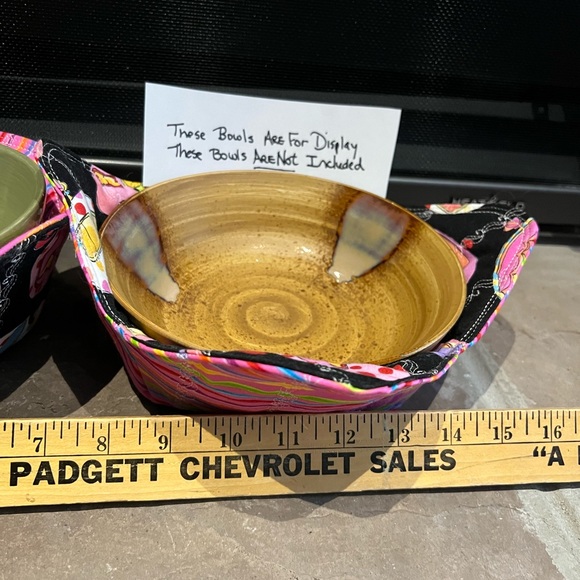 Those Bowls ARE For Display
These Bowls ARE Not Included
7 8 9 10 11 12 13 14 15 16
PADGETT CHEVROLET SALES "A